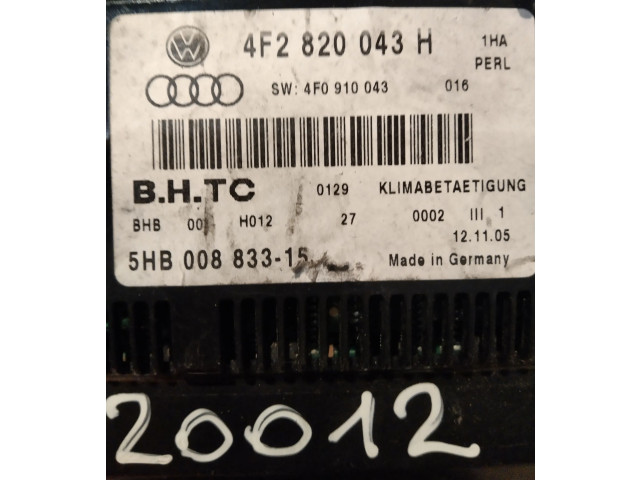 4F2 820 043 H 1HA
PERL
SW: 4F0 910 043 016
B.H.TC 0129 KLIMABETAETIGUNG
BHB 00 H012 27 0002 III 1
12.11.05
5HB 008 833-15 Made in Germany
20012